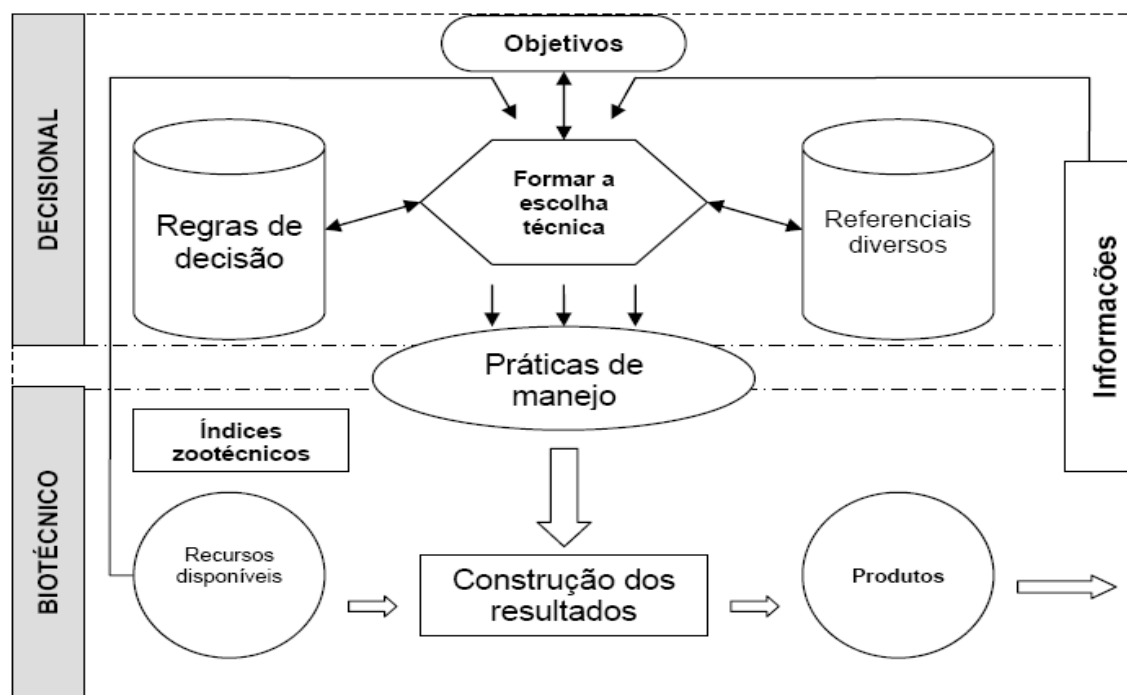 Objetivos
DECISIONAL
Regras de
decisão
Formar a
escolha
técnica
Referenciais
diversos
Informações
Práticas de
manejo
BIOTÉCNICO
Índices
zootécnicos
Recursos
disponíveis
Construção dos
resultados
Produtos